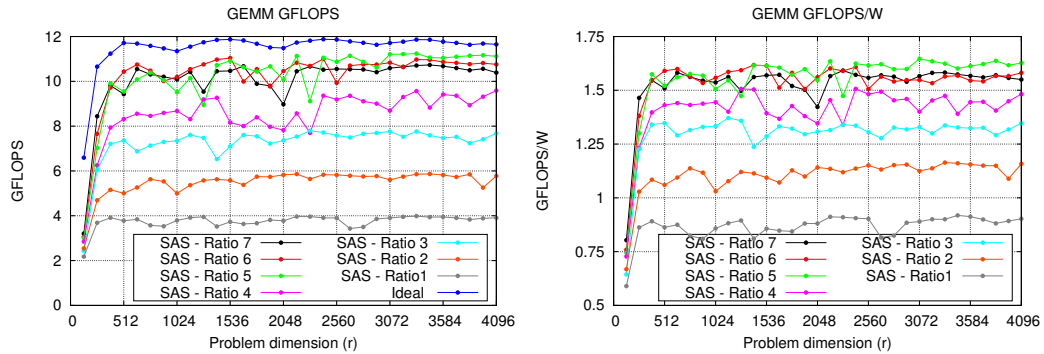 GEMM GFLOPS
12
10
8
6
4
2
0
GFLOPS
SAS - Ratio 7
SAS - Ratio 6
SAS - Ratio 5
SAS - Ratio 4
SAS - Ratio 3
SAS - Ratio 2
SAS - Ratio1
Ideal
0 512 1024 1536 2048 2560 3072 3584 4096
Problem dimension (r)
GEMM GFLOPS/W
1.75
1.5
1.25
1
0.75
0.5
GFLOPS/W
SAS - Ratio 7
SAS - Ratio 6
SAS - Ratio 5
SAS - Ratio 4
SAS - Ratio 3
SAS - Ratio 2
SAS - Ratio1
0 512 1024 1536 2048 2560 3072 3584 4096
Problem dimension (r)